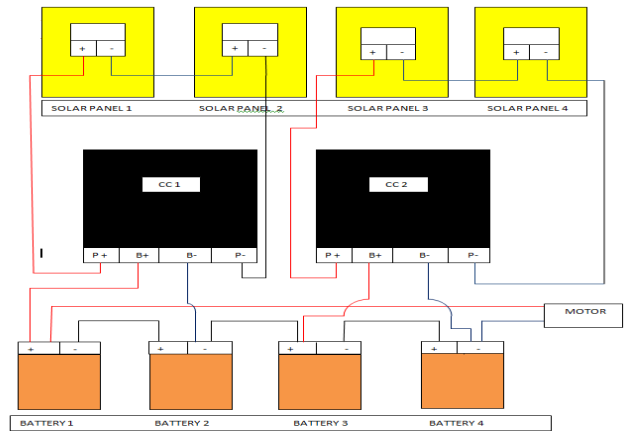 + -
+ -
+ -
+ -
SOLAR PANEL 1
SOLAR PANEL 2
SOLAR PANEL 3
SOLAR PANEL 4
CC 1
CC 2
P + B+ B- P-
P + B+ B- P-
MOTOR
+ -
+ -
+ -
+ -
BATTERY 1
BATTERY 2
BATTERY 3
BATTERY 4